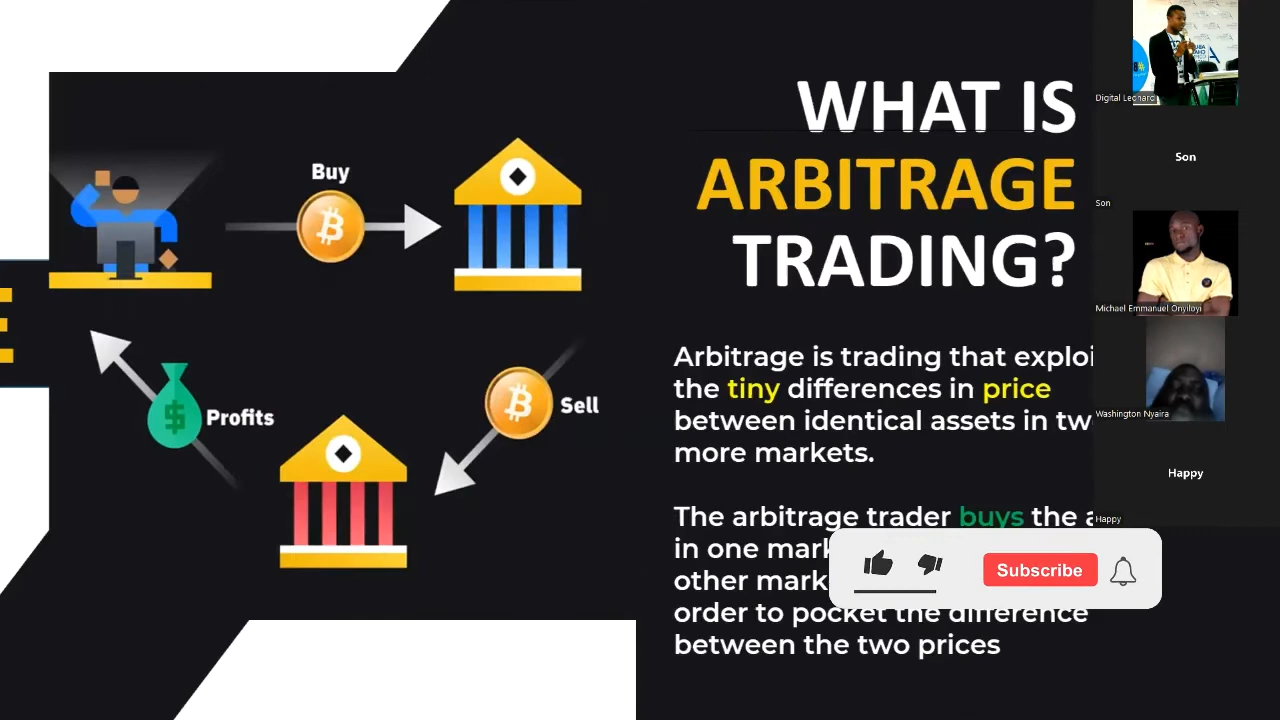 WHAT IS
ARBITRAGE
TRADING?
Buy
Sell
Profits
E
Arbitrage is trading that exploi
the tiny differences in price
between identical assets in tw
more markets.
The arbitrage trader buys the a
in one mark
other mark
order to pocket the difference
between the two prices
Subscribe
Digital Leonard
Son
Son
Michael Emmanuel Onyiloyi
Washington Nyaira
Happy
Happy